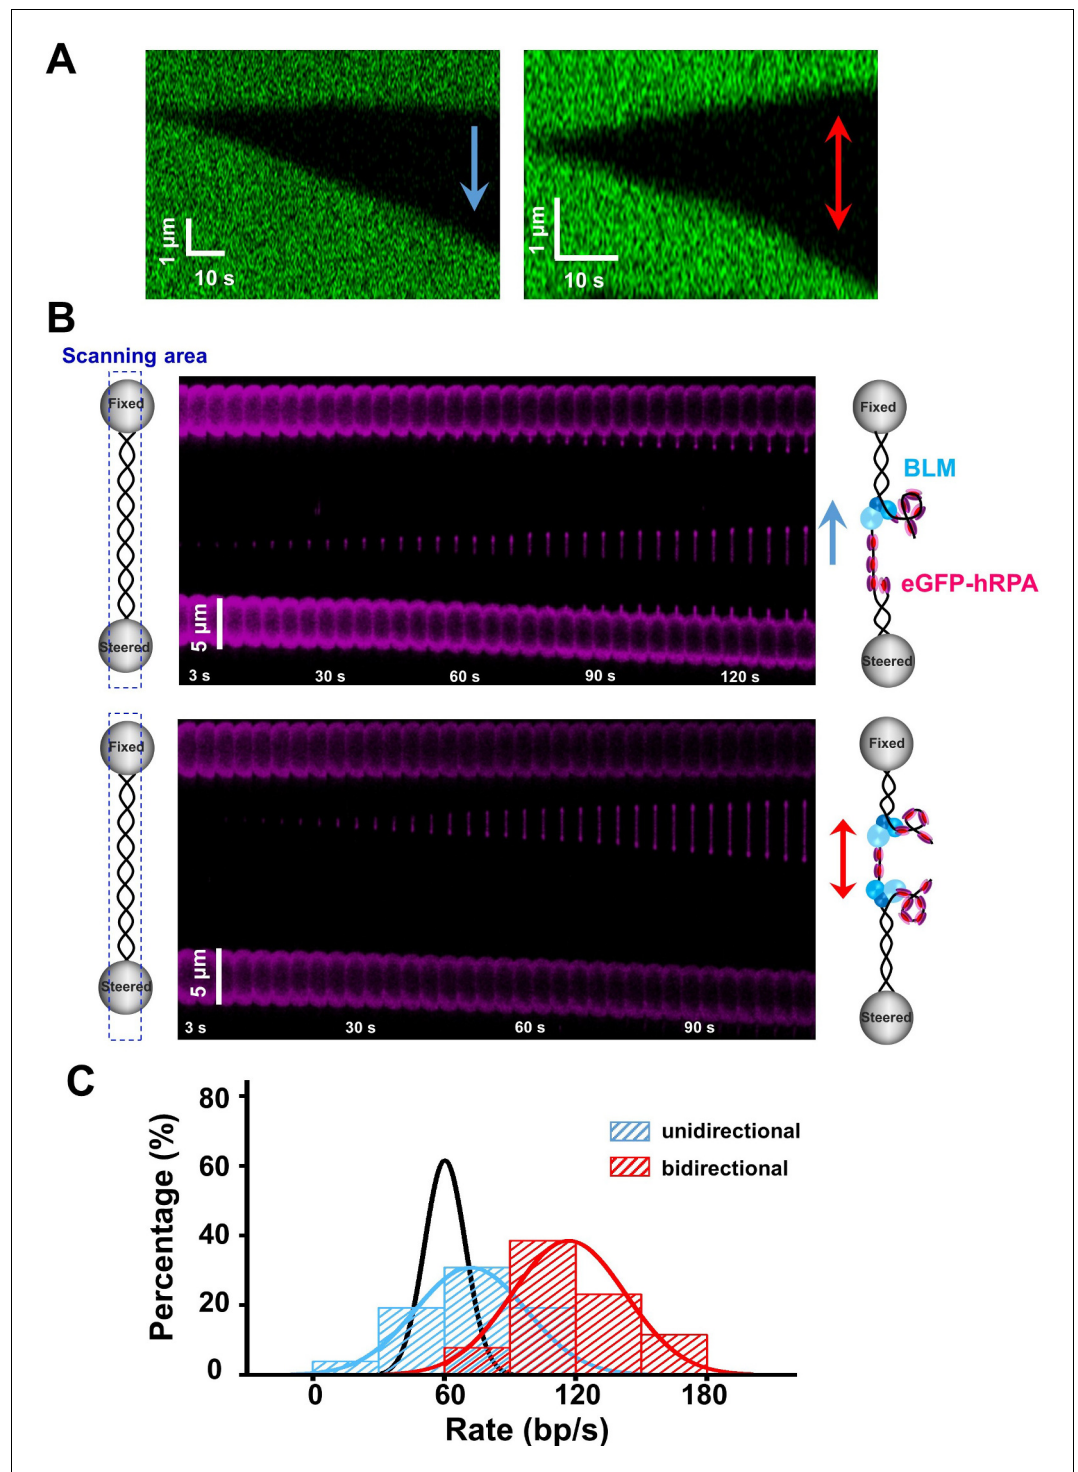 A
1 µm
10 s
1 µm
10 s
B
Scanning area
Fixed
Steered
5 µm
3 s 30 s 60 s 90 s 120 s
Fixed
BLM
eGFP-hRPA
Steered
Fixed
Steered
5 µm
3 s 30 s 60 s 90 s
Fixed
Steered
C
Percentage (%)
80
60
40
20
0
unidirectional
bidirectional
0 60 120 180
Rate (bp/s)